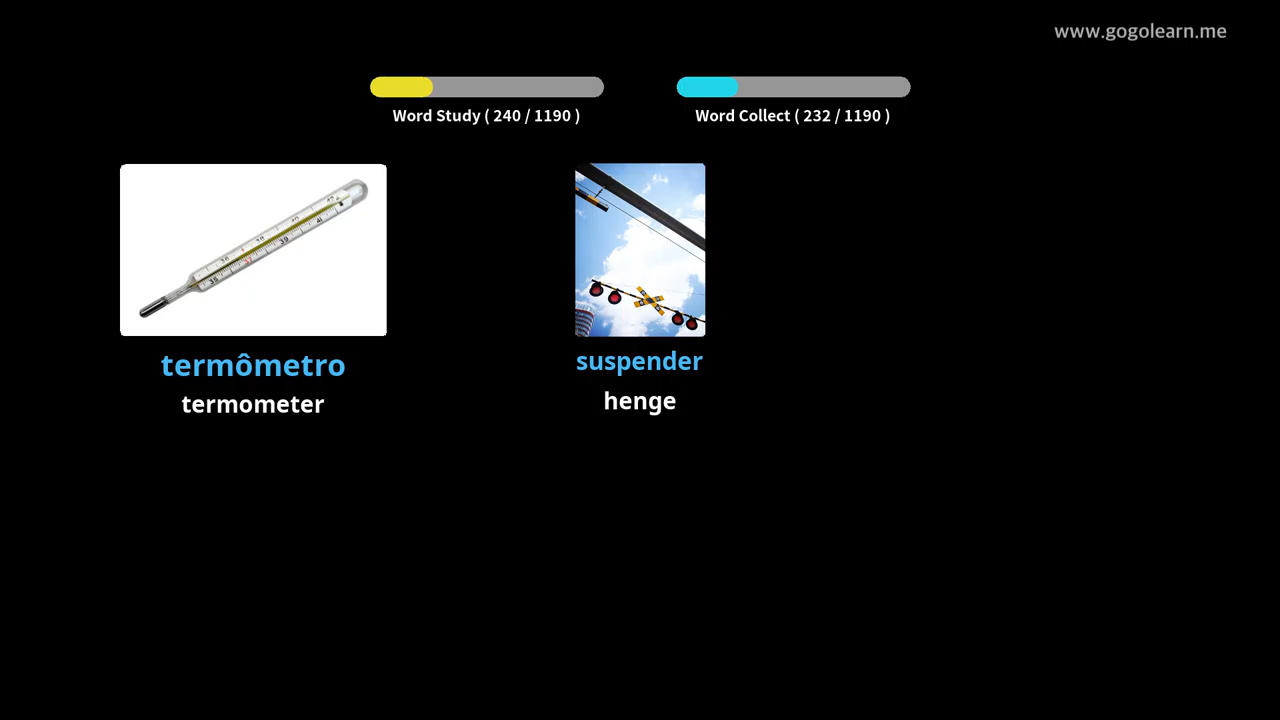 www.gogolearn.me
Word Study ( 240 / 1190 )
Word Collect ( 232 / 1190 )
termômetro
termometer
suspender
henge